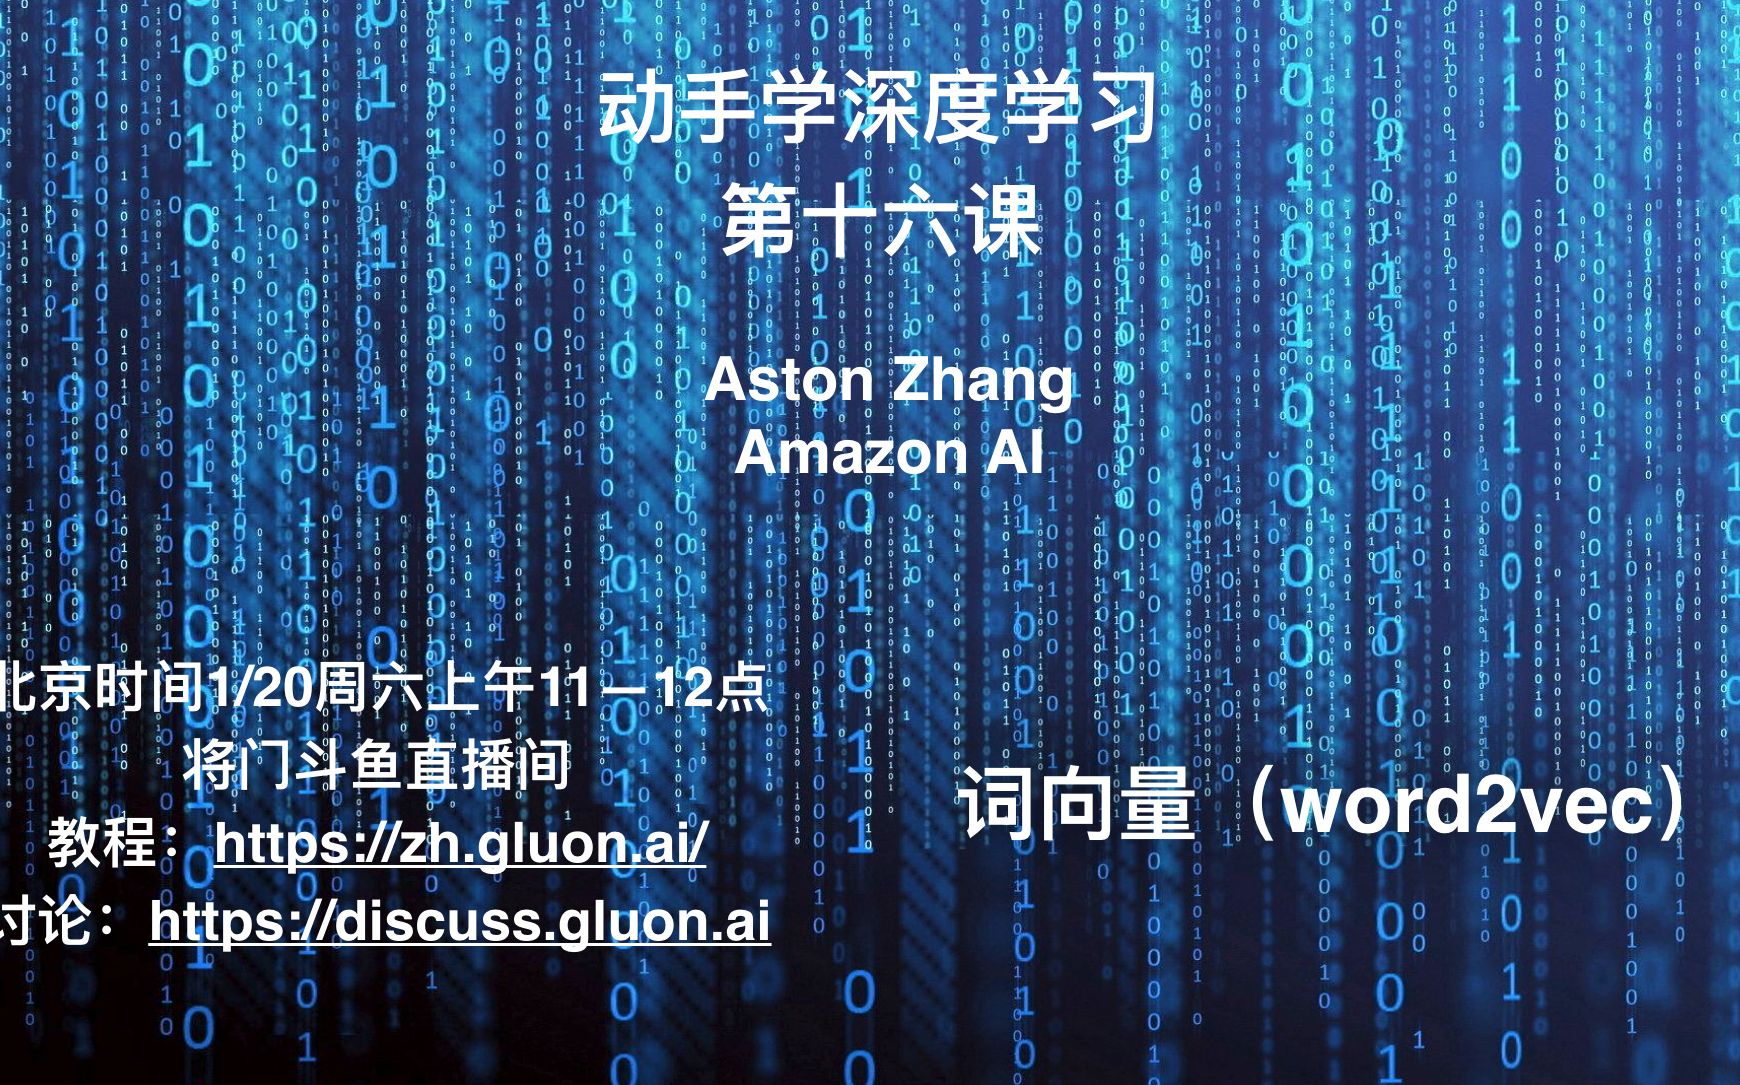 动手学深度学习
第十六课
Aston Zhang
Amazon AI
北京时间1/20周六上午11—12点
将门斗鱼直播间
教程：https://zh.gluon.ai/
讨论：https://discuss.gluon.ai
词向量（word2vec）